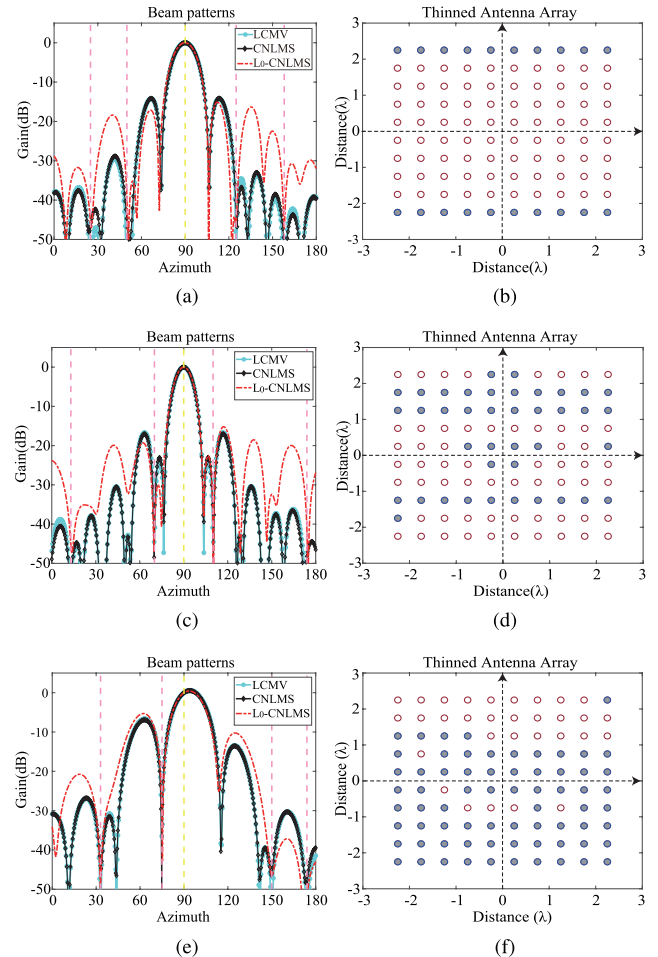 Beam patterns
Thinned Antenna Array
0
-10
-20
-30
-40
-50
Gain(dB)
LCMV
CNLMS
L0-CNLMS
0 30 60 90 120 150 180
Azimuth
3
2
1
0
-1
-2
-3
Distance(λ)
-3 -2 -1 0 1 2 3
Distance(λ)
(a)
(b)
Beam patterns
Thinned Antenna Array
0
-10
-20
-30
-40
-50
Gain(dB)
LCMV
CNLMS
L0-CNLMS
0 30 60 90 120 150 180
Azimuth
3
2
1
0
-1
-2
-3
Distance(λ)
-3 -2 -1 0 1 2 3
Distance(λ)
(c)
(d)
Beam patterns
Thinned Antenna Array
0
-10
-20
-30
-40
-50
Gain(dB)
LCMV
CNLMS
L0-CNLMS
0 30 60 90 120 150 180
Azimuth
3
2
1
0
-1
-2
-3
Distance (λ)
-3 -2 -1 0 1 2 3
Distance (λ)
(e)
(f)